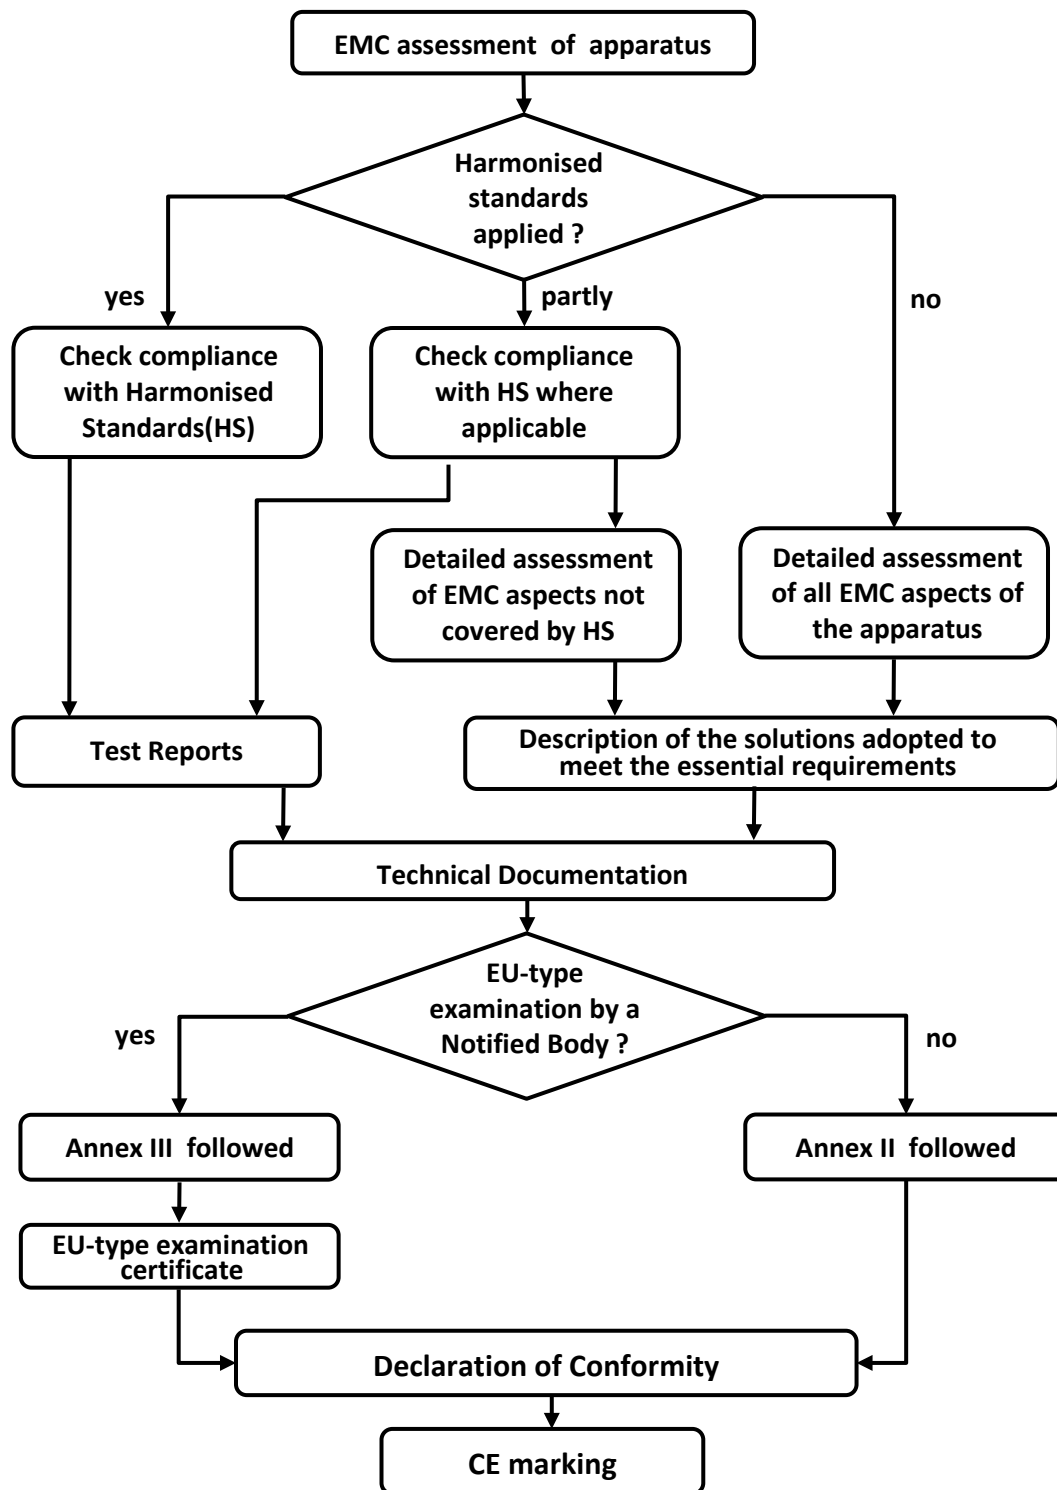 EMC assessment of apparatus
Harmonised
standards
applied ?
yes
partly
no
Check compliance
with Harmonised
Standards(HS)
Check compliance
with HS where
applicable
Detailed assessment
of EMC aspects not
covered by HS
Detailed assessment
of all EMC aspects of
the apparatus
Test Reports
Description of the solutions adopted to
meet the essential requirements
Technical Documentation
EU-type
examination by a
Notified Body ?
yes
no
Annex III followed
Annex II followed
EU-type examination
certificate
Declaration of Conformity
CE marking